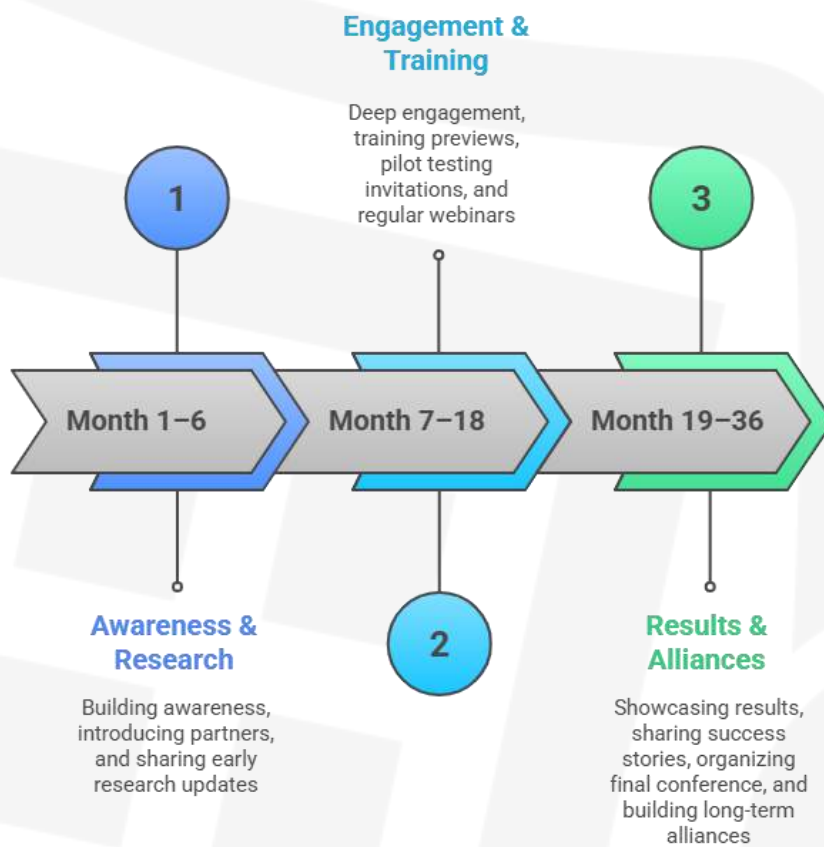 Engagement &
Training
Deep engagement,
training previews,
pilot testing
invitations, and
regular webinars
1
3
Month 1–6
Month 7–18
Month 19–36
2
Awareness &
Research
Building awareness,
introducing partners,
and sharing early
research updates
Results &
Alliances
Showcasing results,
sharing success
stories, organizing
final conference, and
building long-term
alliances